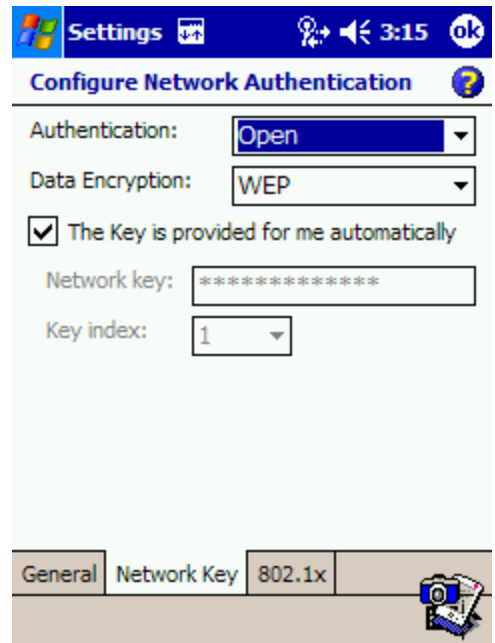 Settings 3:15 ok
Configure Network Authentication ?
Authentication: Open
Data Encryption: WEP
The Key is provided for me automatically
Network key: *************
Key index: 1
General Network Key 802.1x